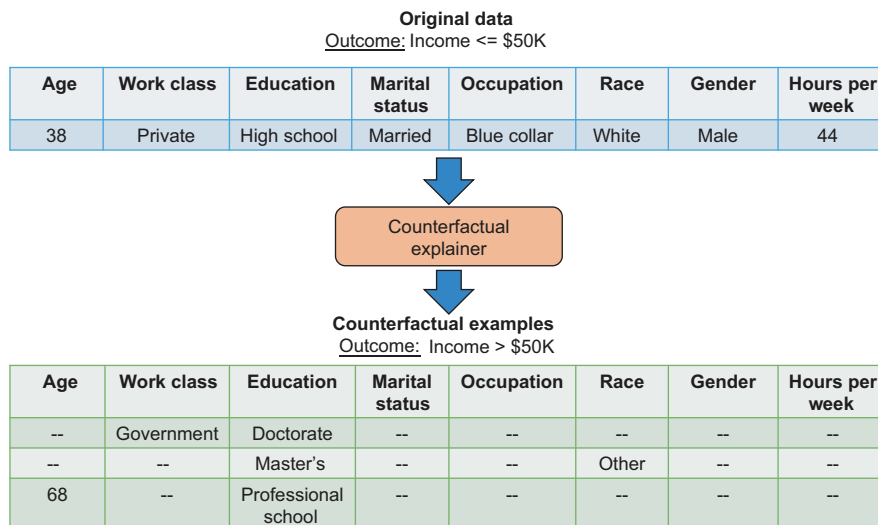 Original data
Outcome: Income <= $50K
Age Work class Education Marital status Occupation Race Gender Hours per week
38 Private High school Married Blue collar White Male 44
Counterfactual
explainer
Counterfactual examples
Outcome: Income > $50K
Age Work class Education Marital status Occupation Race Gender Hours per week
-- Government Doctorate -- -- -- -- --
-- -- Master's -- -- Other -- --
68 -- Professional school -- -- -- -- --